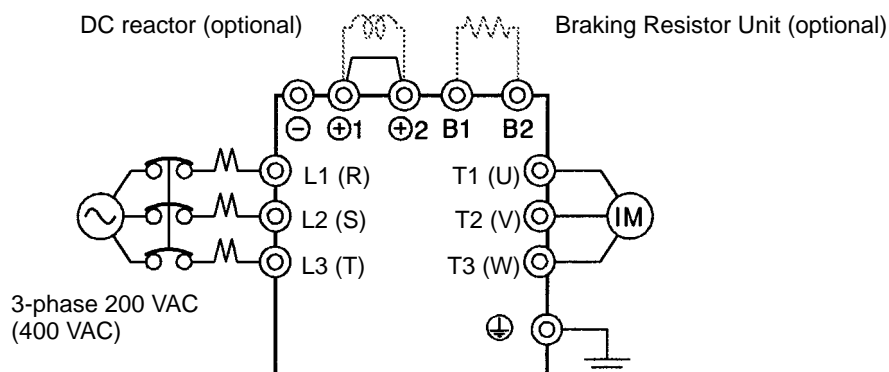 DC reactor (optional)
Braking Resistor Unit (optional)
⊖ ⊕1 ⊕2 B1 B2
L1 (R)
T1 (U)
L2 (S)
T2 (V)
IM
L3 (T)
T3 (W)
3-phase 200 VAC
(400 VAC)